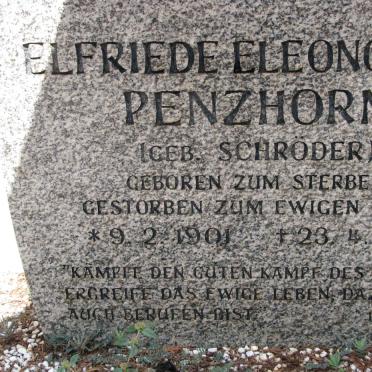 ELFRIEDE ELEONO
PENZHORN
(GEB. SCHRÖDER)
GEBOREN ZUM STERBE
GESTORBEN ZUM EWIGEN
* 9. 2. 1901 † 23. 4.
"KÄMPFE DEN GUTEN KAMPF DES
ERGREIFE DAS EWIGE LEBEN, DA
AUCH BERUFEN BIST.